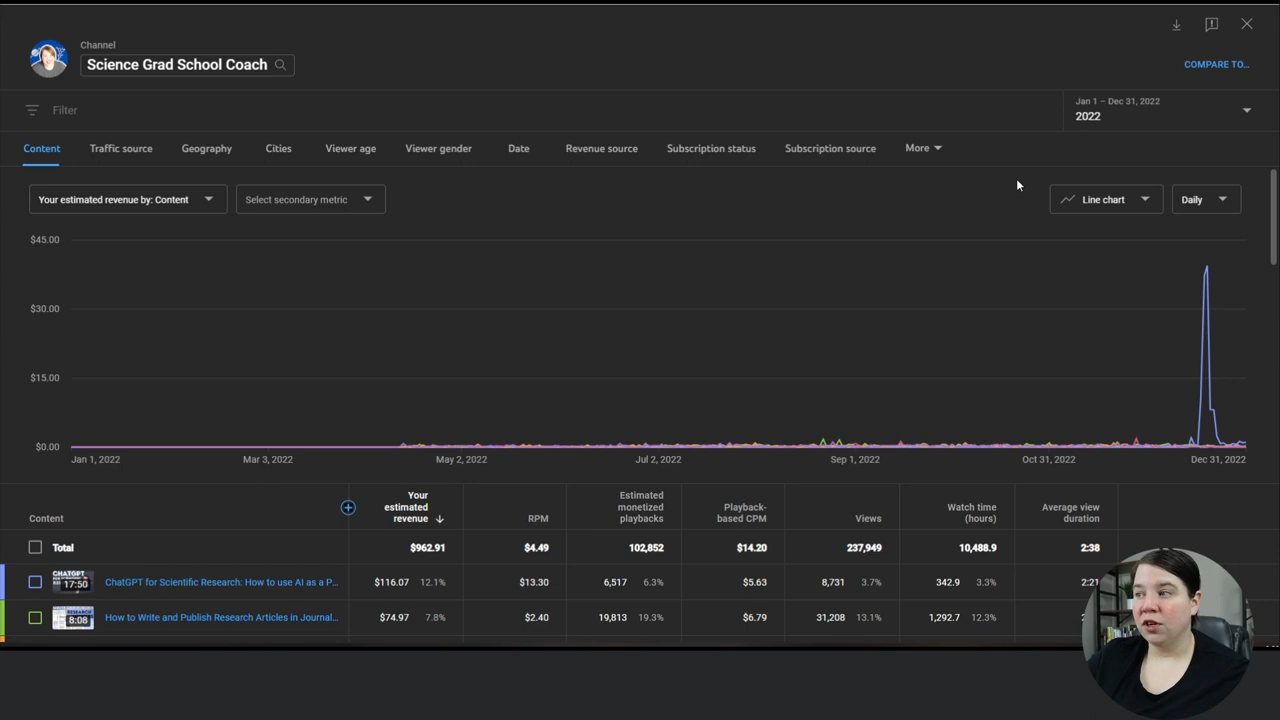 Channel
Science Grad School Coach
COMPARE TO...
Filter
Jan 1 – Dec 31, 2022
2022
Content Traffic source Geography Cities Viewer age Viewer gender Date Revenue source Subscription status Subscription source More
Your estimated revenue by: Content Select secondary metric Line chart Daily
$45.00
$30.00
$15.00
$0.00
Jan 1, 2022 Mar 3, 2022 May 2, 2022 Jul 2, 2022 Sep 1, 2022 Oct 31, 2022 Dec 31, 2022
Content
Your
estimated
revenue
RPM
Estimated
monetized
playbacks
Playback-
based CPM
Views
Watch time
(hours)
Average view
duration
Total $962.91 $4.49 102,852 $14.20 237,949 10,488.9 2:38
CHATGPT
17:50
ChatGPT for Scientific Research: How to use AI as a P... $116.07 12.1% $13.30 6,517 6.3% $5.63 8,731 3.7% 342.9 3.3% 2:21
RESEARCH
8:08
How to Write and Publish Research Articles in Journal... $74.97 7.8% $2.40 19,813 19.3% $6.79 31,208 13.1% 1,292.7 12.3%